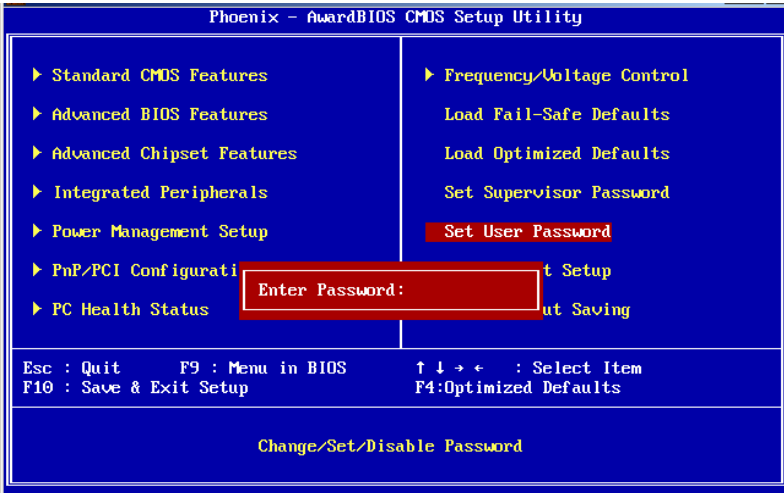 Phoenix - AwardBIOS CMOS Setup Utility
Standard CMOS Features
Advanced BIOS Features
Advanced Chipset Features
Integrated Peripherals
Power Management Setup
PnP/PCI Configurati
PC Health Status
Frequency/Voltage Control
Load Fail-Safe Defaults
Load Optimized Defaults
Set Supervisor Password
Set User Password
t Setup
ut Saving
Enter Password:
Esc : Quit F9 : Menu in BIOS ↑ ↓ → ← : Select Item
F10 : Save & Exit Setup F4:Optimized Defaults
Change/Set/Disable Password